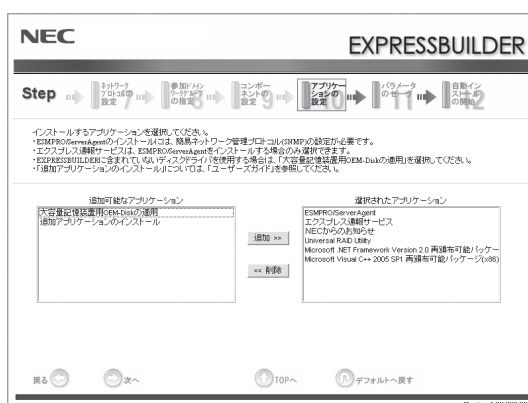 NEC
EXPRESSBUILDER
Step
ネットワーク
プロトコルの
設定
7
参加ドメイン
ワークグループ
の指定
8
コンポー
ネントの
設定
9
アプリケー
ションの
設定
10
パラメータ
のセーブ
11
自動イン
ストール
の開始
12
インストールするアプリケーションを選択してください。
・ESMPRO/ServerAgentのインストールには、簡易ネットワーク管理プロトコル(SNMP)の設定が必要です。
・エクスプレス通報サービスは、ESMPRO/ServerAgentをインストールする場合のみ選択できます。
・EXPRESSBUILDERに含まれていないディスクドライバを使用する場合は、「大容量記憶装置用OEM-Diskの適用」を選択してください。
・「追加アプリケーションのインストール」については、「ユーザーズガイド」を参照してください。
追加可能なアプリケーション
大容量記憶装置用OEM-Diskの適用
追加アプリケーションのインストール
追加 >>
<< 削除
選択されたアプリケーション
ESMPRO/ServerAgent
エクスプレス通報サービス
NECからのお知らせ
Universal RAID Utility
Microsoft .NET Framework Version 2.0 再頒布可能パッケー
Microsoft Visual C++ 2005 SP1 再頒布可能パッケージ(x86)
戻る
次へ
TOPへ
デフォルトへ戻す